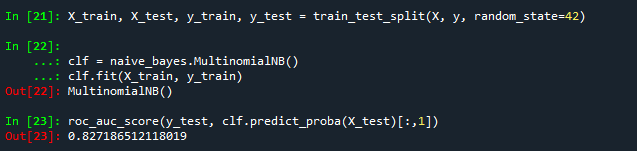 In [21]: X_train, X_test, y_train, y_test = train_test_split(X, y, random_state=42)
In [22]:
...: clf = naive_bayes.MultinomialNB()
...: clf.fit(X_train, y_train)
Out[22]: MultinomialNB()
In [23]: roc_auc_score(y_test, clf.predict_proba(X_test)[:,1])
Out[23]: 0.827186512118019